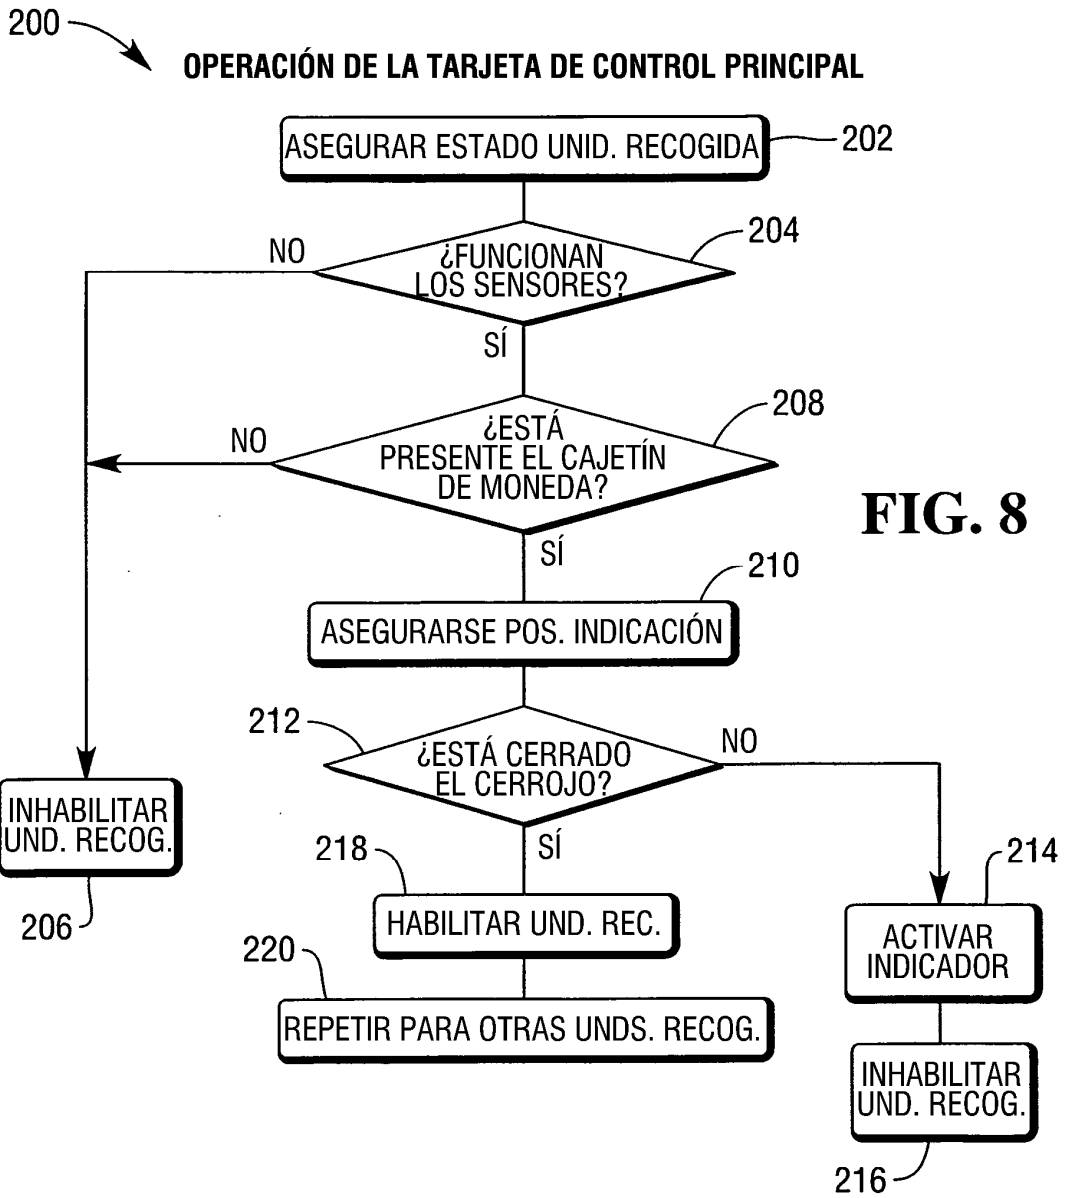 200
OPERACIÓN DE LA TARJETA DE CONTROL PRINCIPAL
ASEGURAR ESTADO UNID. RECOGIDA
202
¿FUNCIONAN
LOS SENSORES?
204
NO
SÍ
¿ESTÁ
PRESENTE EL CAJETÍN
DE MONEDA?
208
NO
SÍ
FIG. 8
210
ASEGURARSE POS. INDICACIÓN
212
¿ESTÁ CERRADO
EL CERROJO?
NO
SÍ
INHABILITAR
UND. RECOG.
206
218
HABILITAR UND. REC.
214
ACTIVAR
INDICADOR
220
REPETIR PARA OTRAS UNDS. RECOG.
INHABILITAR
UND. RECOG.
216